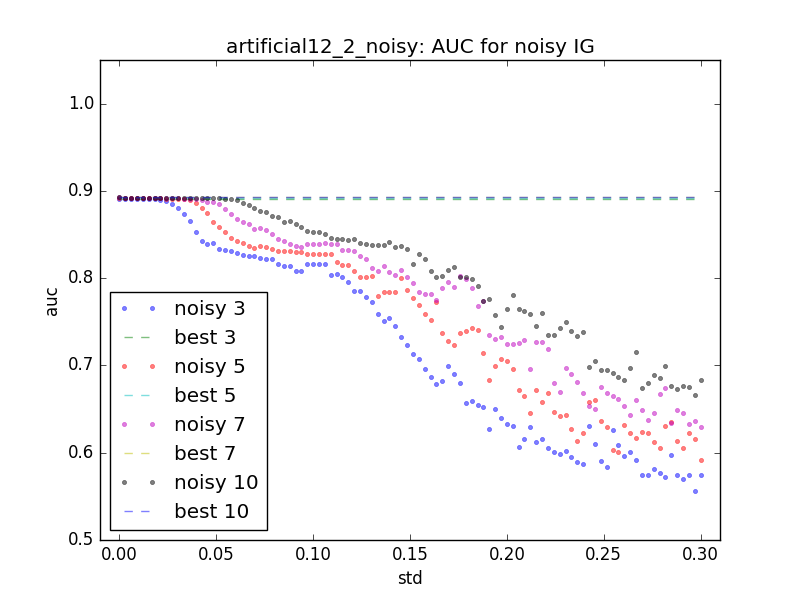 artificial12_2_noisy: AUC for noisy IG
auc
1.0
0.9
0.8
0.7
0.6
0.5
noisy 3
best 3
noisy 5
best 5
noisy 7
best 7
noisy 10
best 10
0.00 0.05 0.10 0.15 0.20 0.25 0.30
std